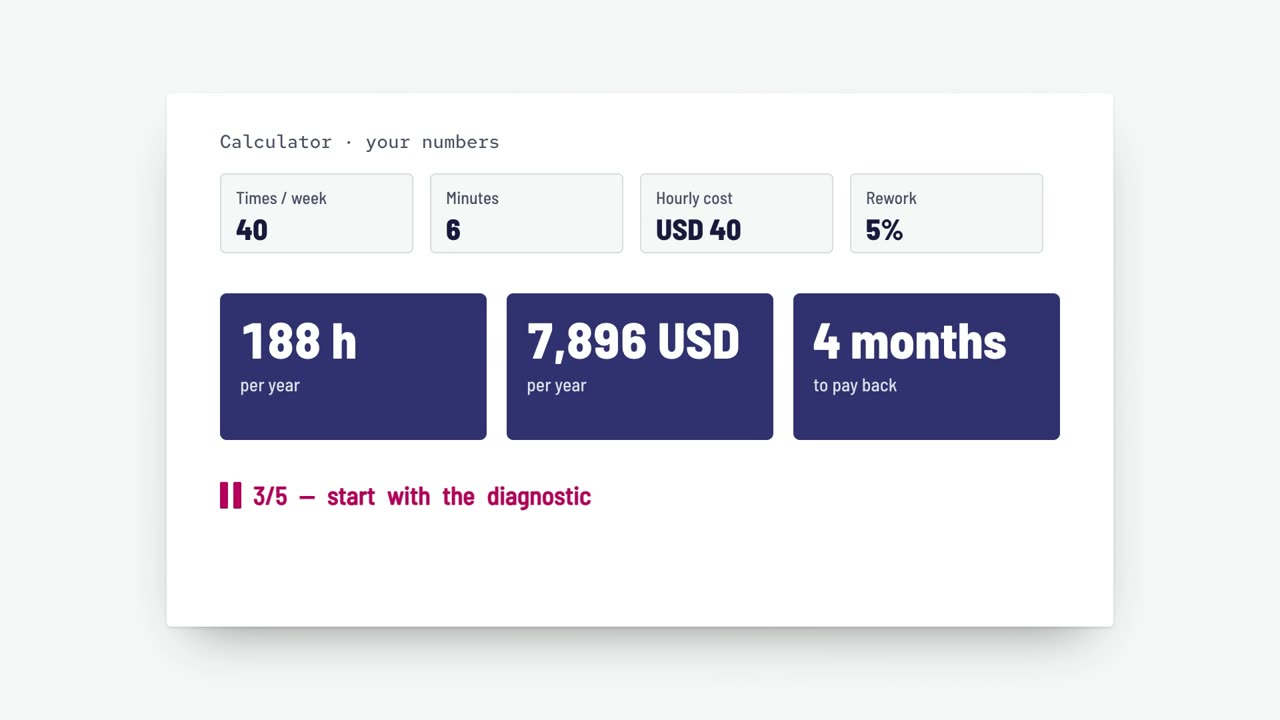 Calculator · your numbers
Times / week
40
Minutes
6
Hourly cost
USD 40
Rework
5%
188 h
per year
7,896 USD
per year
4 months
to pay back
3/5 — start with the diagnostic